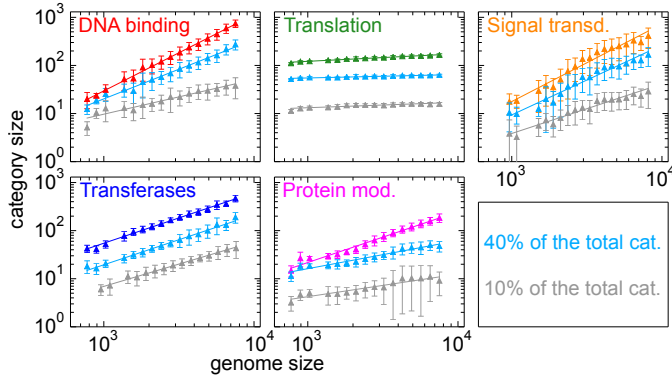 DNA binding
Translation
Signal transd.
10³
10²
10¹
10⁰
10³
10⁴
category size
Transferases
Protein mod.
10³
10²
10¹
10⁰
10³
10⁴
10³
10⁴
genome size
40% of the total cat.
10% of the total cat.